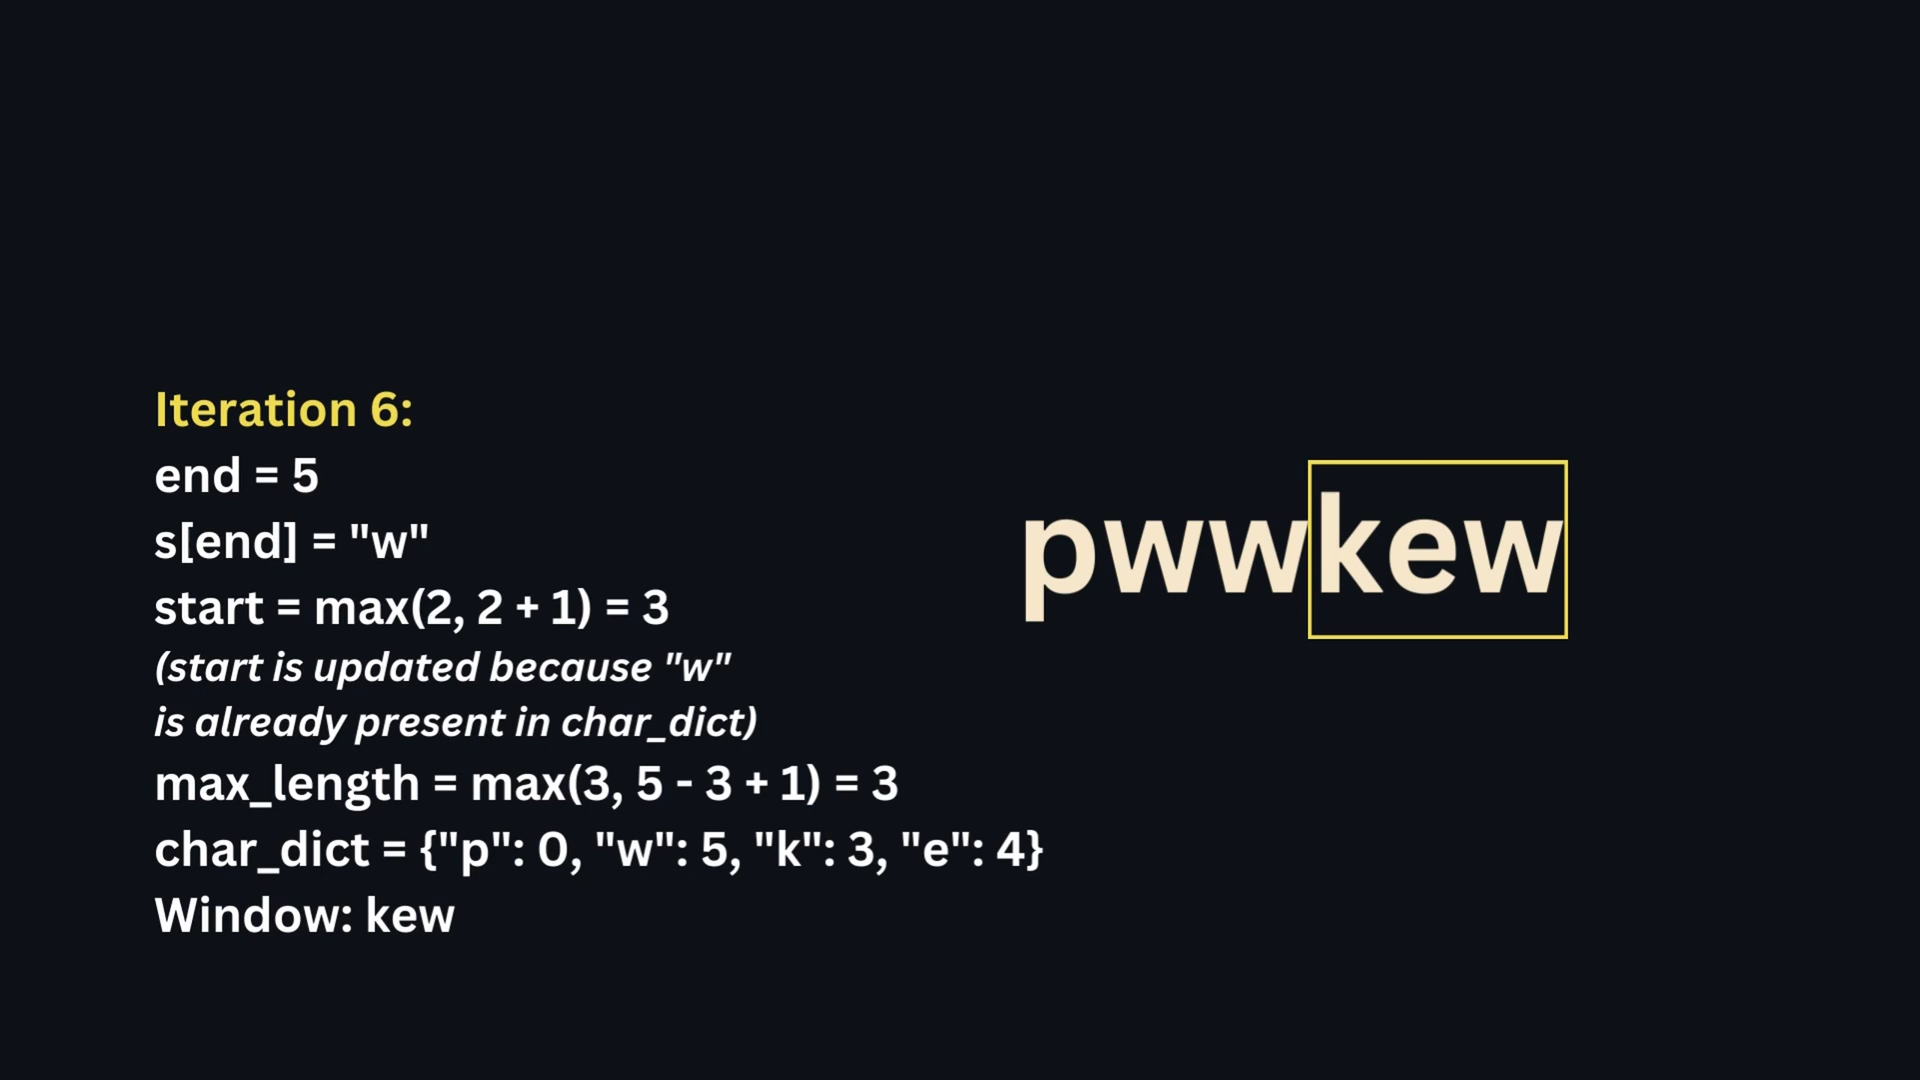 Iteration 6:
end = 5
s[end] = "w"
start = max(2, 2 + 1) = 3
(start is updated because "w"
is already present in char_dict)
max_length = max(3, 5 - 3 + 1) = 3
char_dict = {"p": 0, "w": 5, "k": 3, "e": 4}
Window: kew
pwwkew